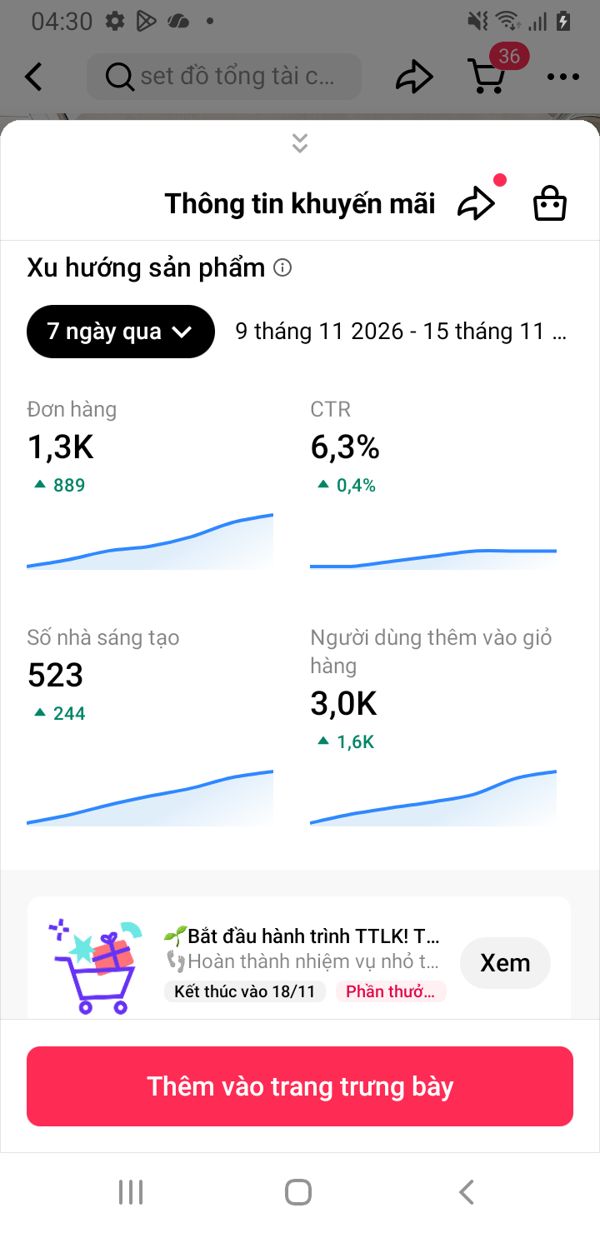 04:30
set đồ tổng tài c...
36
Thông tin khuyến mãi
Xu hướng sản phẩm
7 ngày qua
9 tháng 11 2026 - 15 tháng 11 ...
Đơn hàng
1,3K
889
CTR
6,3%
0,4%
Số nhà sáng tạo
523
244
Người dùng thêm vào giỏ
hàng
3,0K
1,6K
🌱Bắt đầu hành trình TTLK! T...
👣Hoàn thành nhiệm vụ nhỏ t...
Kết thúc vào 18/11
Phần thưở...
Xem
Thêm vào trang trưng bày